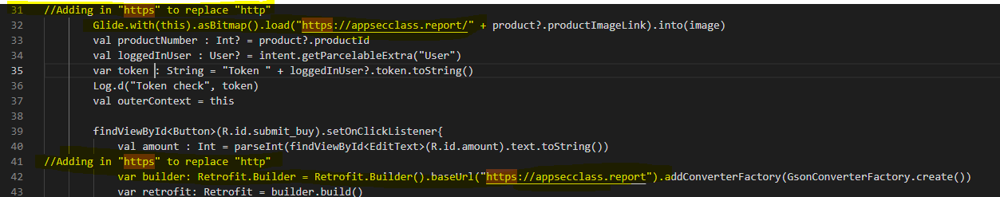 31 //Adding in "https" to replace "http"
32 Glide.with(this).asBitmap().load("https://appsecclass.report/" + product?.productImageLink).into(image)
33 val productNumber : Int? = product?.productId
34 val loggedInUser : User? = intent.getParcelableExtra("User")
35 var token : String = "Token " + loggedInUser?.token.toString()
36 Log.d("Token check", token)
37 val outerContext = this
38
39 findViewById<Button>(R.id.submit_buy).setOnClickListener{
40 val amount : Int = parseInt(findViewById<EditText>(R.id.amount).text.toString())
41 //Adding in "https" to replace "http"
42 var builder: Retrofit.Builder = Retrofit.Builder().baseUrl("https://appsecclass.report").addConverterFactory(GsonConverterFactory.create())
43 var retrofit: Retrofit = builder.build()